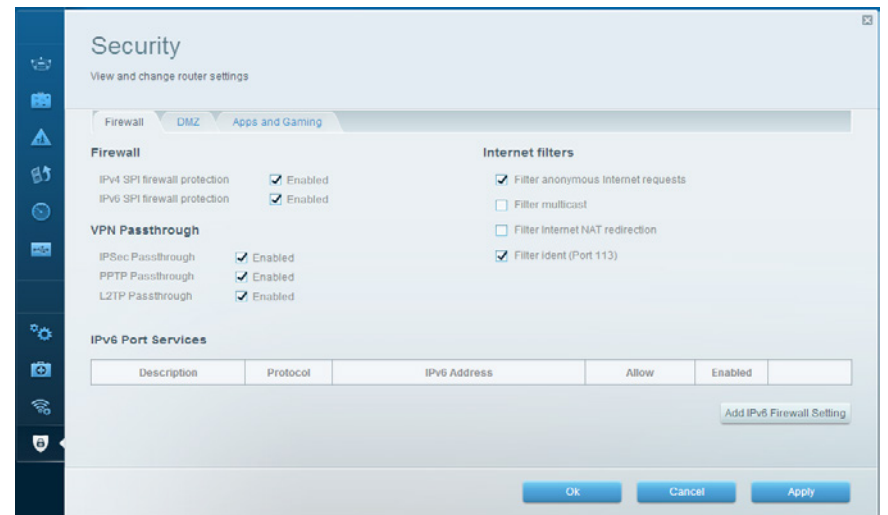 Security
View and change router settings
Firewall DMZ Apps and Gaming
Firewall
IPv4 SPI firewall protection Enabled
IPv6 SPI firewall protection Enabled
VPN Passthrough
IPSec Passthrough Enabled
PPTP Passthrough Enabled
L2TP Passthrough Enabled
Internet filters
Filter anonymous Internet requests
Filter multicast
Filter Internet NAT redirection
Filter ident (Port 113)
IPv6 Port Services
Description Protocol IPv6 Address Allow Enabled
Add IPv6 Firewall Setting
Ok Cancel Apply